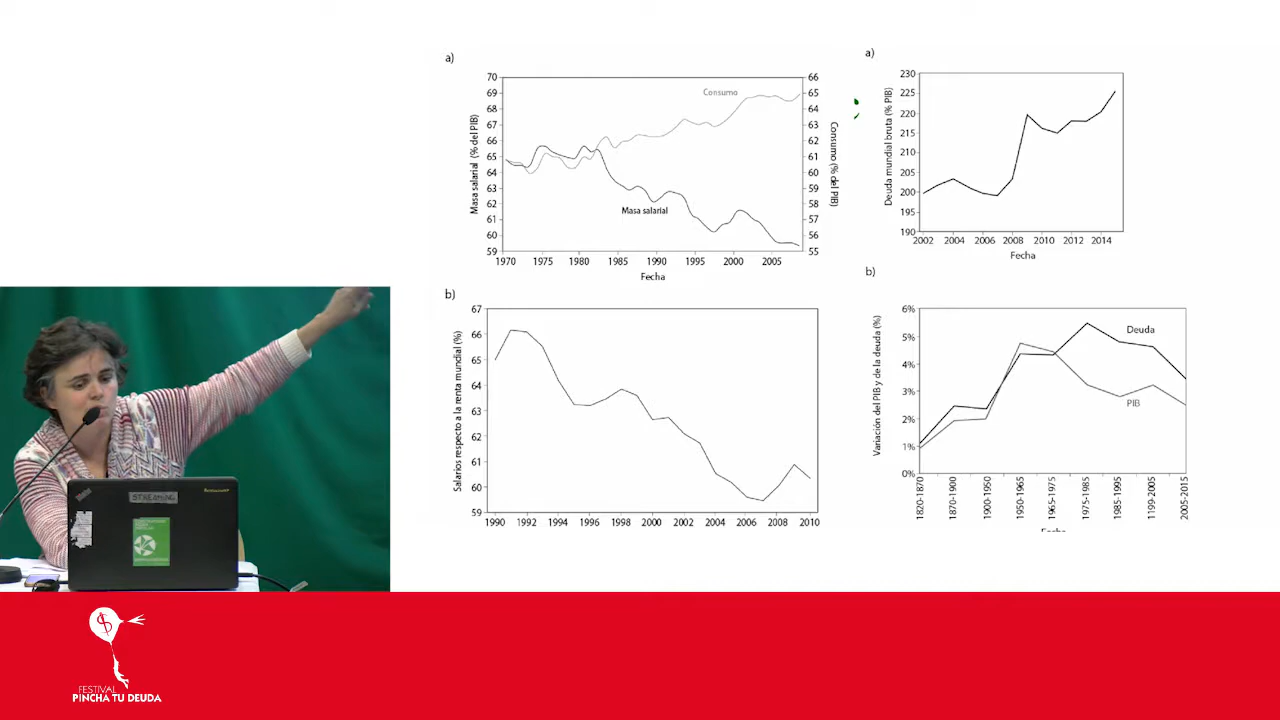 a)
70
69
68
67
66
65
64
63
62
61
60
59
Masa salarial (% del PIB)
Consumo
Masa salarial
66
65
64
63
62
61
60
59
58
57
56
55
Consumo (% del PIB)
1970 1975 1980 1985 1990 1995 2000 2005
Fecha
b)
67
66
65
64
63
62
61
60
59
Salarios respecto a la renta mundial (%)
1990 1992 1994 1996 1998 2000 2002 2004 2006 2008 2010
a)
230
225
220
215
210
205
200
195
190
Deuda mundial bruta (% PIB)
2002 2004 2006 2008 2010 2012 2014
Fecha
b)
6%
5%
4%
3%
2%
1%
0%
Variación del PIB y de la deuda (%)
Deuda
PIB
1820-1870
1870-1900
1900-1950
1950-1965
1965-1975
1975-1985
1985-1995
1199-2005
2005-2015
Fecha
STREAMING
FESTIVAL
PINCHA TU DEUDA